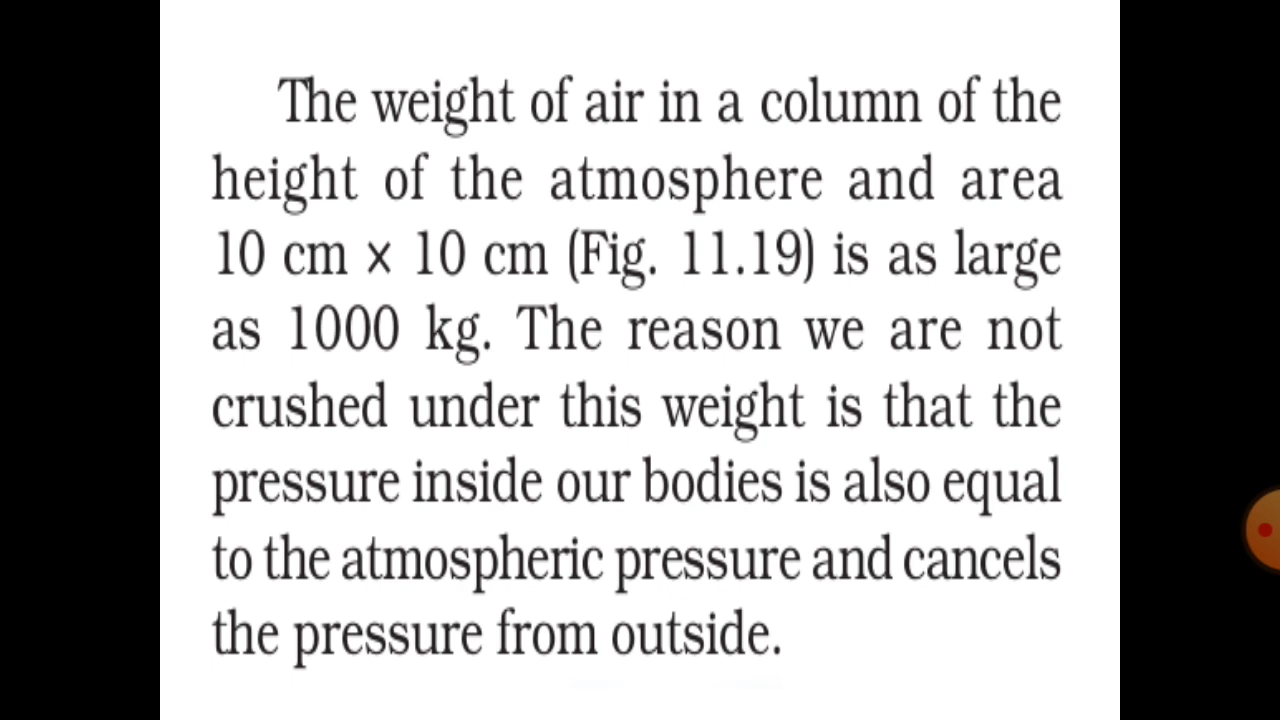 The weight of air in a column of the
height of the atmosphere and area
10 cm × 10 cm (Fig. 11.19) is as large
as 1000 kg. The reason we are not
crushed under this weight is that the
pressure inside our bodies is also equal
to the atmospheric pressure and cancels
the pressure from outside.